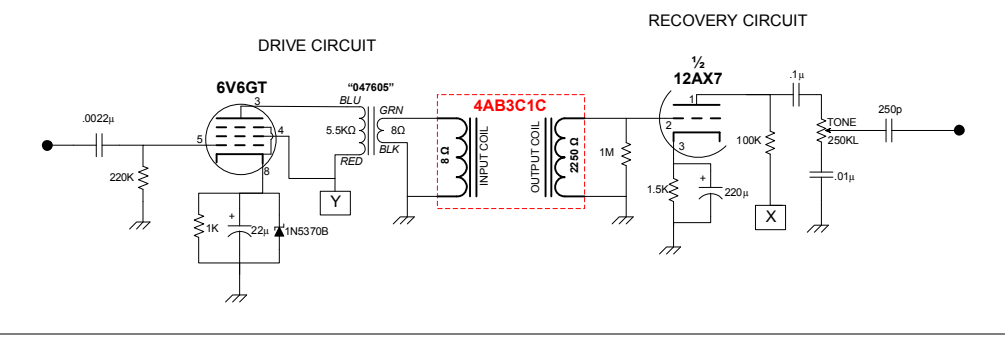 RECOVERY CIRCUIT
DRIVE CIRCUIT
.0022µ
5
220K
6V6GT
3
4
8
1K
+
22µ
1N5370B
"047605"
BLU
5.5KΩ
RED
GRN
8Ω
BLK
Y
4AB3C1C
8 Ω
INPUT COIL
OUTPUT COIL
2250 Ω
1M
½
12AX7
1
2
3
1.5K
+
220µ
100K
X
.1µ
TONE
250KL
.01µ
250p